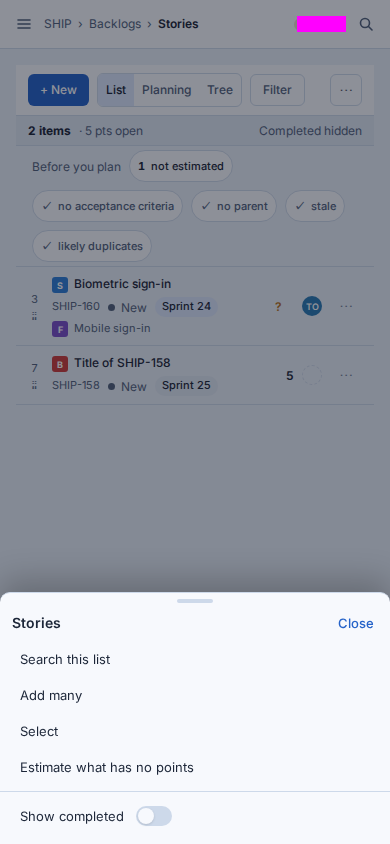 SHIP › Backlogs › Stories
+ New List Planning Tree Filter ...
2 items · 5 pts open Completed hidden
Before you plan 1 not estimated
✓ no acceptance criteria ✓ no parent ✓ stale
✓ likely duplicates
3 S Biometric sign-in
SHIP-160 New Sprint 24 ? TO ...
F Mobile sign-in
7 B Title of SHIP-158
SHIP-158 New Sprint 25 5 ...
Stories Close
Search this list
Add many
Select
Estimate what has no points
Show completed